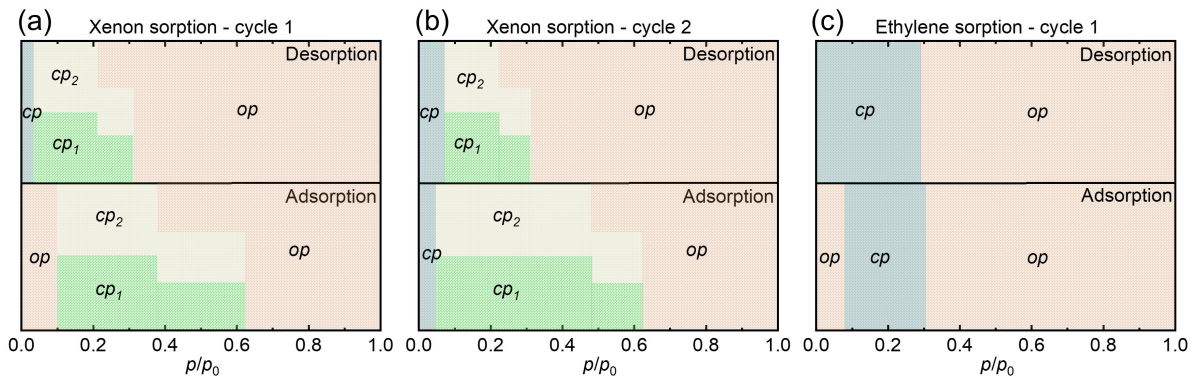 (a) Xenon sorption - cycle 1
Desorption
cp2
cp
op
cp1
Adsorption
cp2
op
op
cp1
0.0 0.2 0.4 0.6 0.8 1.0
p/p0
(b) Xenon sorption - cycle 2
Desorption
cp2
cp
op
cp1
Adsorption
cp2
cp
op
cp1
0.0 0.2 0.4 0.6 0.8 1.0
p/p0
(c) Ethylene sorption - cycle 1
Desorption
cp
op
Adsorption
op
cp
op
0.0 0.2 0.4 0.6 0.8 1.0
p/p0